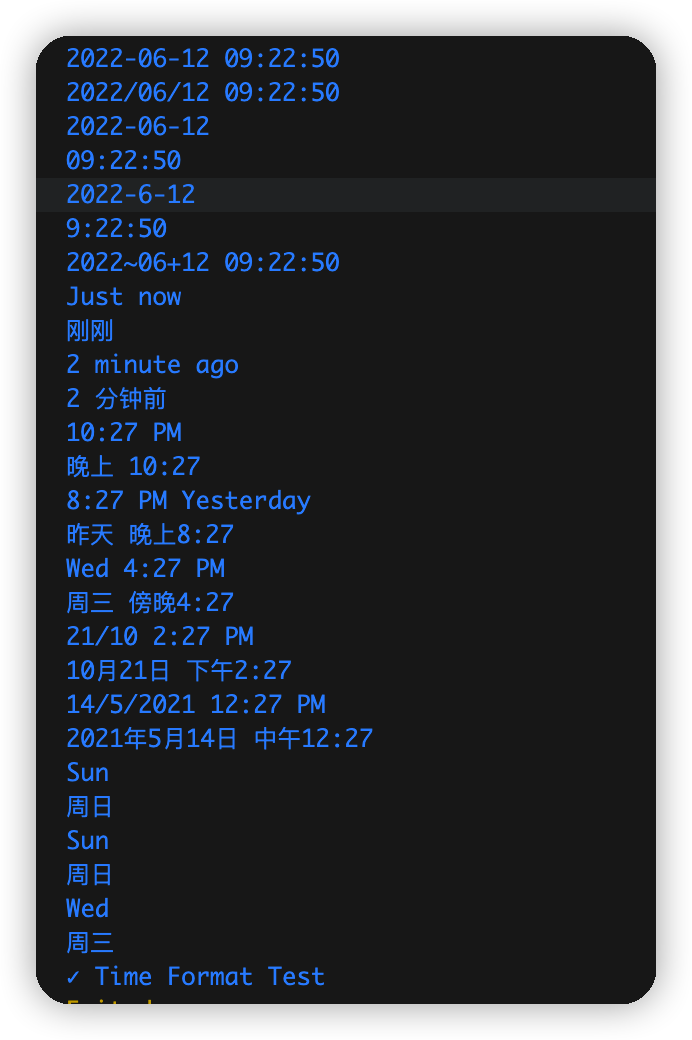 2022-06-12 09:22:50
2022/06/12 09:22:50
2022-06-12
09:22:50
2022-6-12
9:22:50
2022~06+12 09:22:50
Just now
刚刚
2 minute ago
2 分钟前
10:27 PM
晚上 10:27
8:27 PM Yesterday
昨天 晚上8:27
Wed 4:27 PM
周三 傍晚4:27
21/10 2:27 PM
10月21日 下午2:27
14/5/2021 12:27 PM
2021年5月14日 中午12:27
Sun
周日
Sun
周日
Wed
周三
✓ Time Format Test